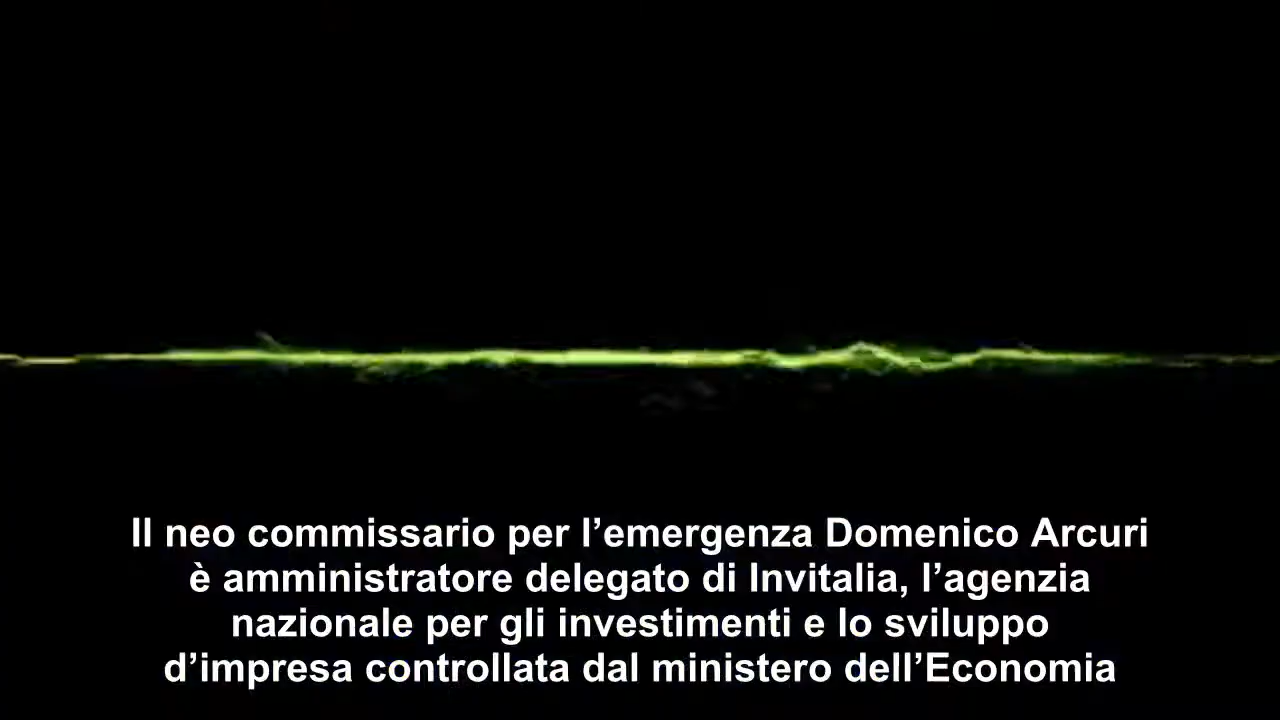 Il neo commissario per l’emergenza Domenico Arcuri
è amministratore delegato di Invitalia, l’agenzia
nazionale per gli investimenti e lo sviluppo
d’impresa controllata dal ministero dell’Economia